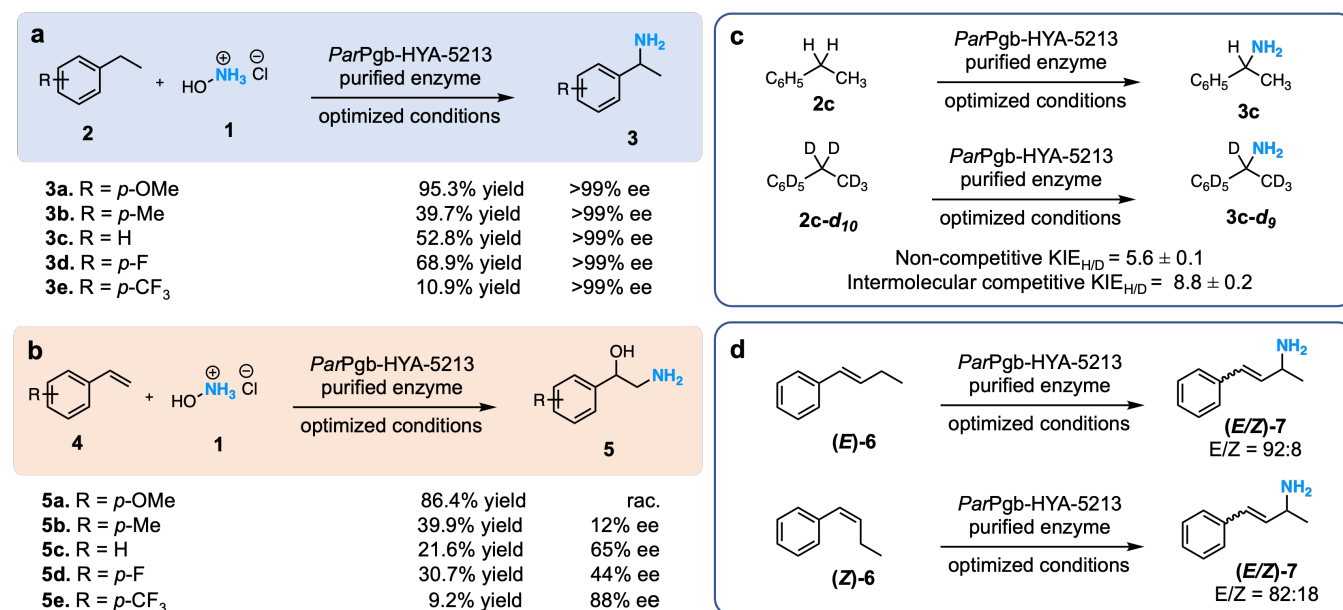 a
R
2
+
HO
⊕
NH3
⊖
Cl
1
ParPgb-HYA-5213
purified enzyme
optimized conditions
NH2
R
3
3a. R = p-OMe 95.3% yield >99% ee
3b. R = p-Me 39.7% yield >99% ee
3c. R = H 52.8% yield >99% ee
3d. R = p-F 68.9% yield >99% ee
3e. R = p-CF3 10.9% yield >99% ee
b
R
4
+
HO
⊕
NH3
⊖
Cl
1
ParPgb-HYA-5213
purified enzyme
optimized conditions
OH
NH2
R
5
5a. R = p-OMe 86.4% yield rac.
5b. R = p-Me 39.9% yield 12% ee
5c. R = H 21.6% yield 65% ee
5d. R = p-F 30.7% yield 44% ee
5e. R = p-CF3 9.2% yield 88% ee
c
H H
C6H5 CH3
2c
ParPgb-HYA-5213
purified enzyme
optimized conditions
H NH2
C6H5 CH3
3c
D D
C6D5 CD3
2c-d10
ParPgb-HYA-5213
purified enzyme
optimized conditions
D NH2
C6D5 CD3
3c-d9
Non-competitive KIEH/D = 5.6 ± 0.1
Intermolecular competitive KIEH/D = 8.8 ± 0.2
d
(E)-6
ParPgb-HYA-5213
purified enzyme
optimized conditions
NH2
(E/Z)-7
E/Z = 92:8
(Z)-6
ParPgb-HYA-5213
purified enzyme
optimized conditions
NH2
(E/Z)-7
E/Z = 82:18